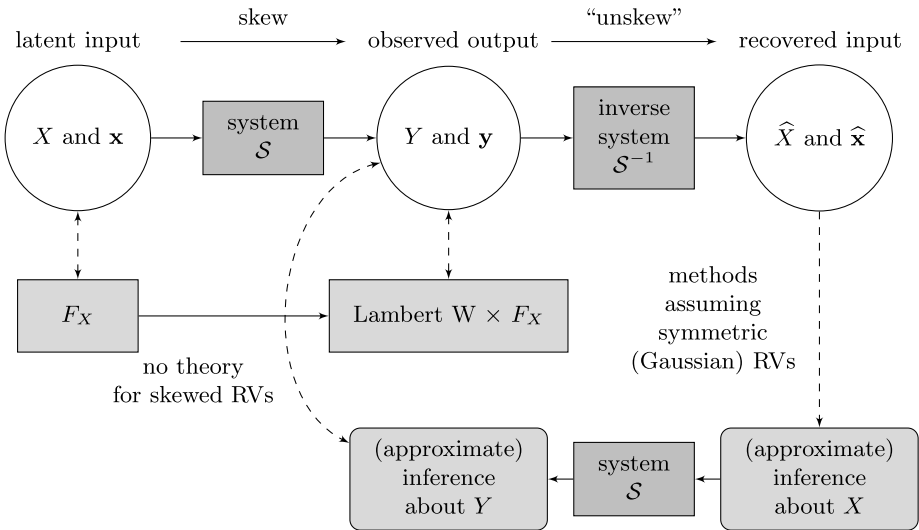 skew
“unskew”
latent input
observed output
recovered input
X and x
system
S
Y and y
inverse
system
S⁻¹
X̂ and x̂
F_X
Lambert W × F_X
methods
assuming
symmetric
(Gaussian) RVs
no theory
for skewed RVs
(approximate)
inference
about Y
system
S
(approximate)
inference
about X